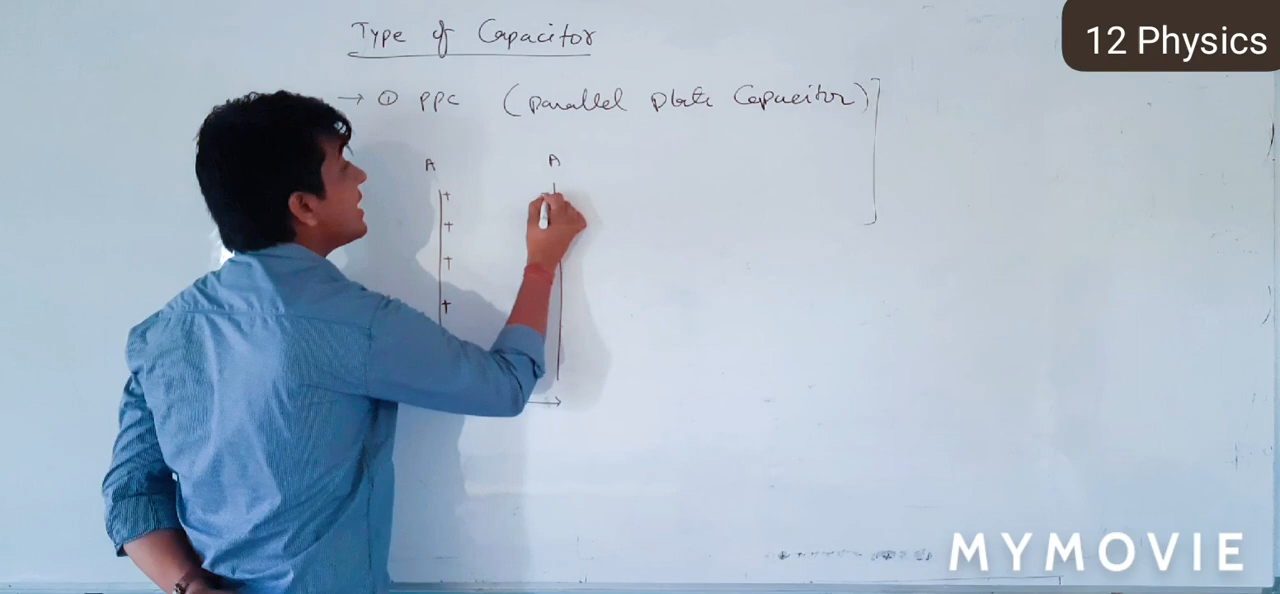 Type of Capacitor
12 Physics
→ ① PPC (parallel plate Capacitor)
A A
+
+
+
+
MYMOVIE